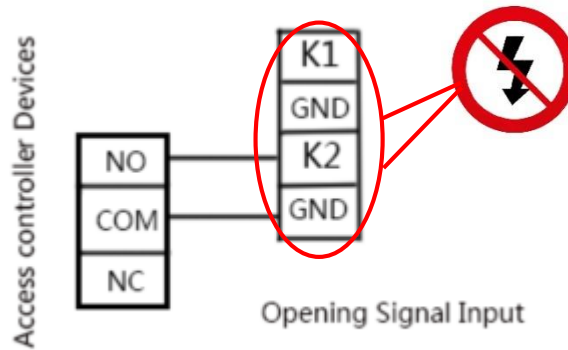 Access controller Devices
NO
COM
NC
K1
GND
K2
GND
Opening Signal Input